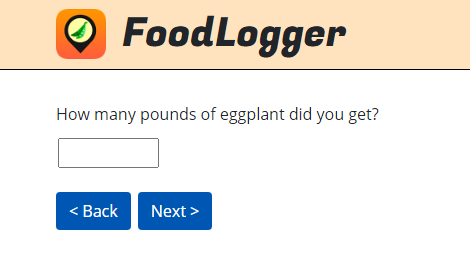 FoodLogger
How many pounds of eggplant did you get?
< Back Next >